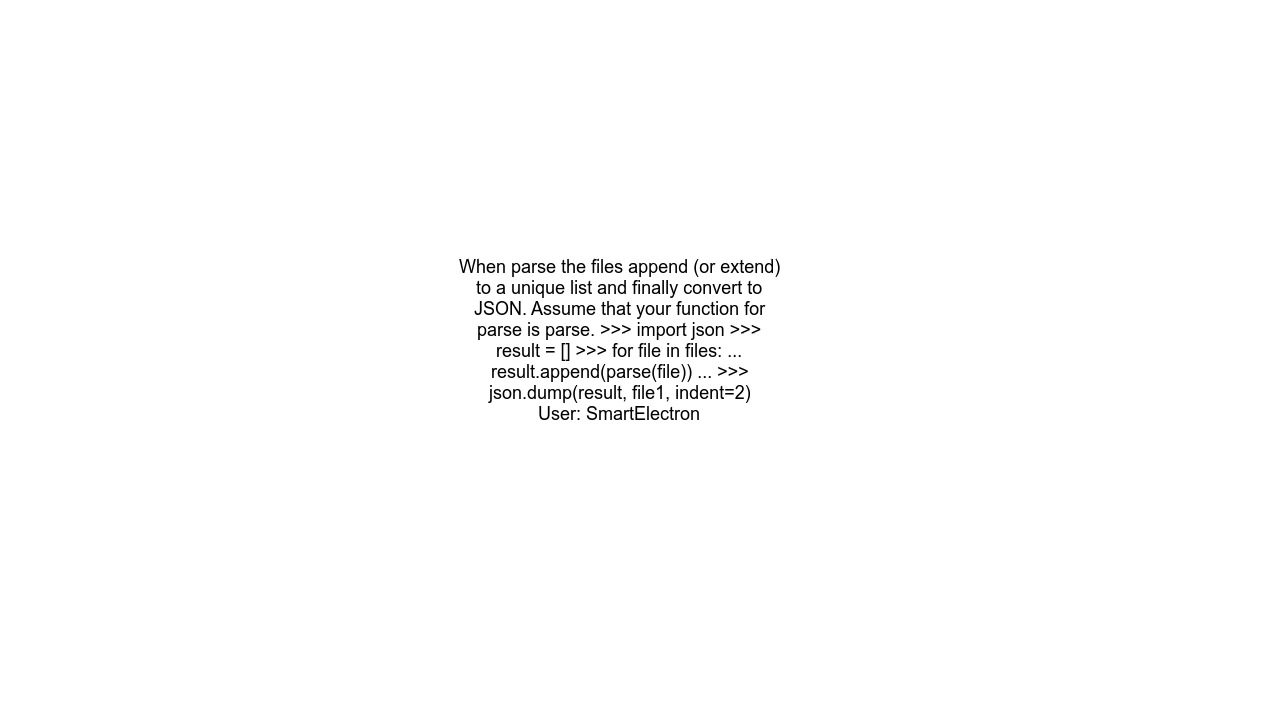 When parse the files append (or extend)
to a unique list and finally convert to
JSON. Assume that your function for
parse is parse. >>> import json >>>
result = [] >>> for file in files: ...
result.append(parse(file)) ... >>>
json.dump(result, file1, indent=2)
User: SmartElectron